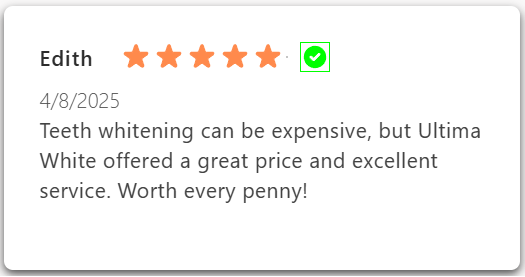 Edith
4/8/2025
Teeth whitening can be expensive, but Ultima
White offered a great price and excellent
service. Worth every penny!